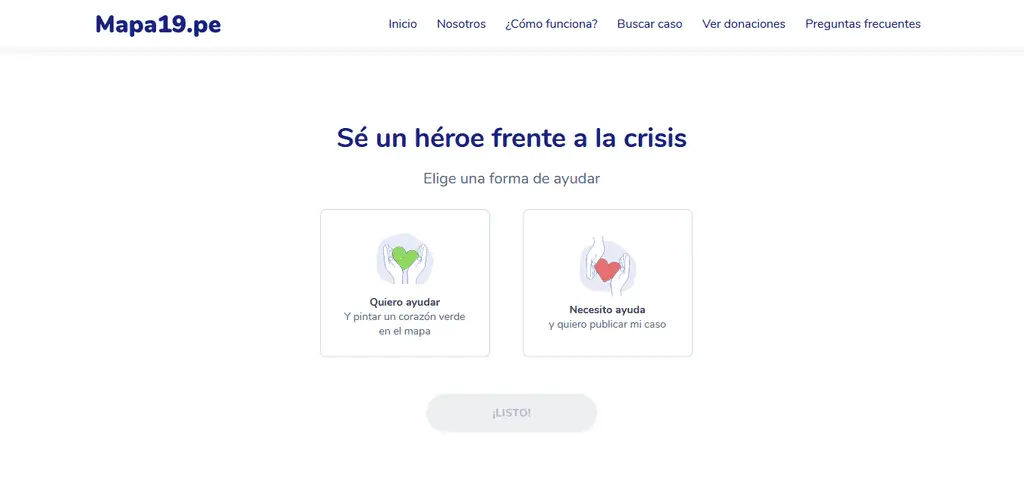 Mapa19.pe
Inicio
Nosotros
¿Cómo funciona?
Buscar caso
Ver donaciones
Preguntas frecuentes
Sé un héroe frente a la crisis
Elige una forma de ayudar
Quiero ayudar
Y pintar un corazón verde
en el mapa
Necesito ayuda
y quiero publicar mi caso
¡LISTO!